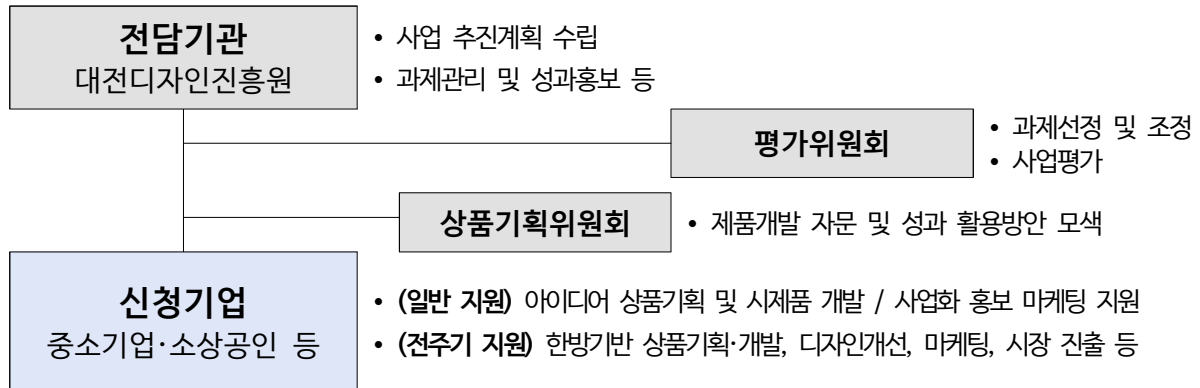 전담기관
대전디자인진흥원
• 사업 추진계획 수립
• 과제관리 및 성과홍보 등
평가위원회
• 과제선정 및 조정
• 사업평가
상품기획위원회
• 제품개발 자문 및 성과 활용방안 모색
신청기업
중소기업·소상공인 등
• (일반 지원) 아이디어 상품기획 및 시제품 개발 / 사업화 홍보 마케팅 지원
• (전주기 지원) 한방기반 상품기획·개발, 디자인개선, 마케팅, 시장 진출 등